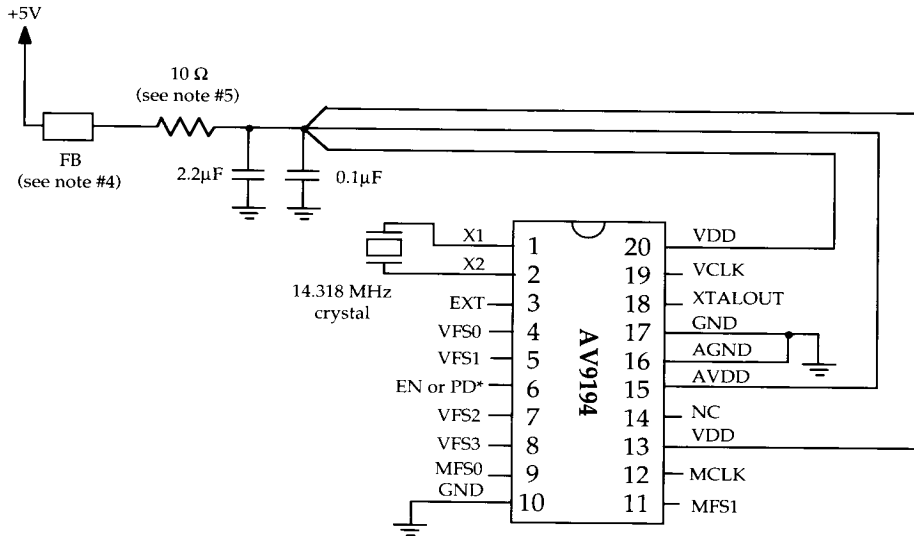 +5V
10 Ω
(see note #5)
FB
(see note #4)
2.2µF
0.1µF
X1
X2
14.318 MHz
crystal
EXT
VFS0
VFS1
EN or PD*
VFS2
VFS3
MFS0
GND
1
2
3
4
5
6
7
8
9
10
AV9194
20
19
18
17
16
15
14
13
12
11
VDD
VCLK
XTALOUT
GND
AGND
AVDD
NC
VDD
MCLK
MFS1